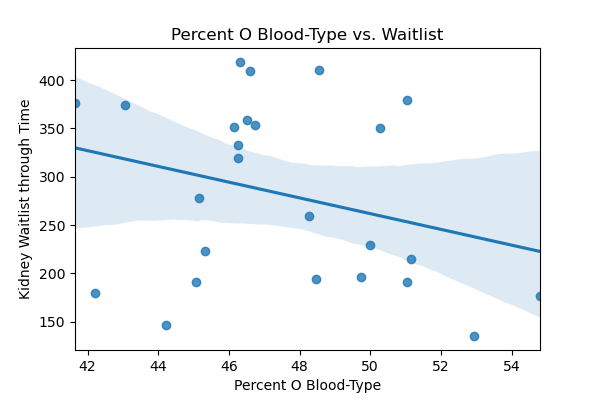 Percent O Blood-Type vs. Waitlist
Kidney Waitlist through Time
400
350
300
250
200
150
42 44 46 48 50 52 54
Percent O Blood-Type